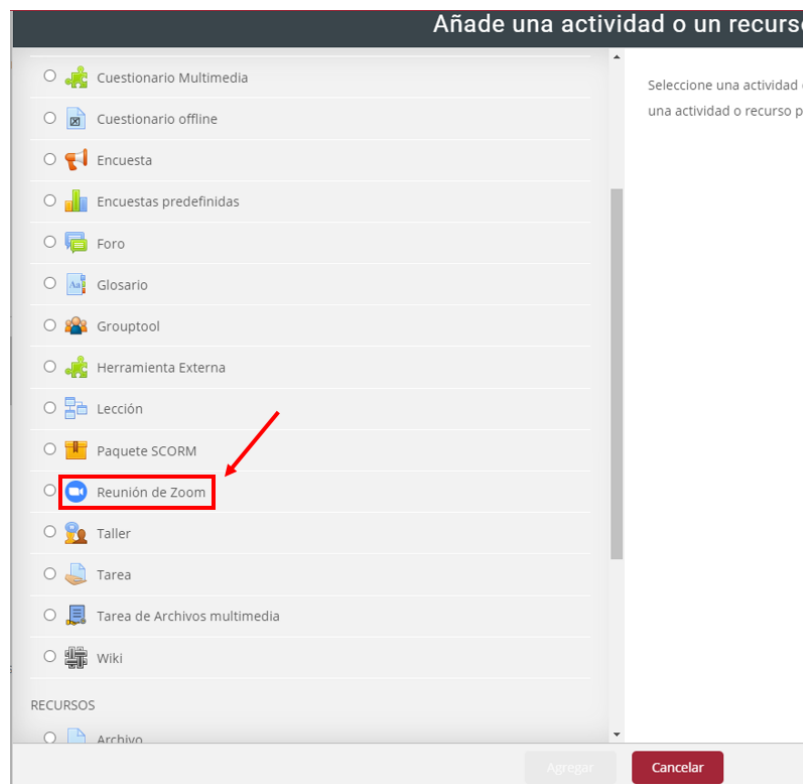 Añade una actividad o un recurso
Cuestionario Multimedia
Seleccione una actividad
Cuestionario offline
una actividad o recurso p
Encuesta
Encuestas predefinidas
Foro
Glosario
Grouptool
Herramienta Externa
Lección
Paquete SCORM
Reunión de Zoom
Taller
Tarea
Tarea de Archivos multimedia
Wiki
RECURSOS
Archivo
Agregar
Cancelar